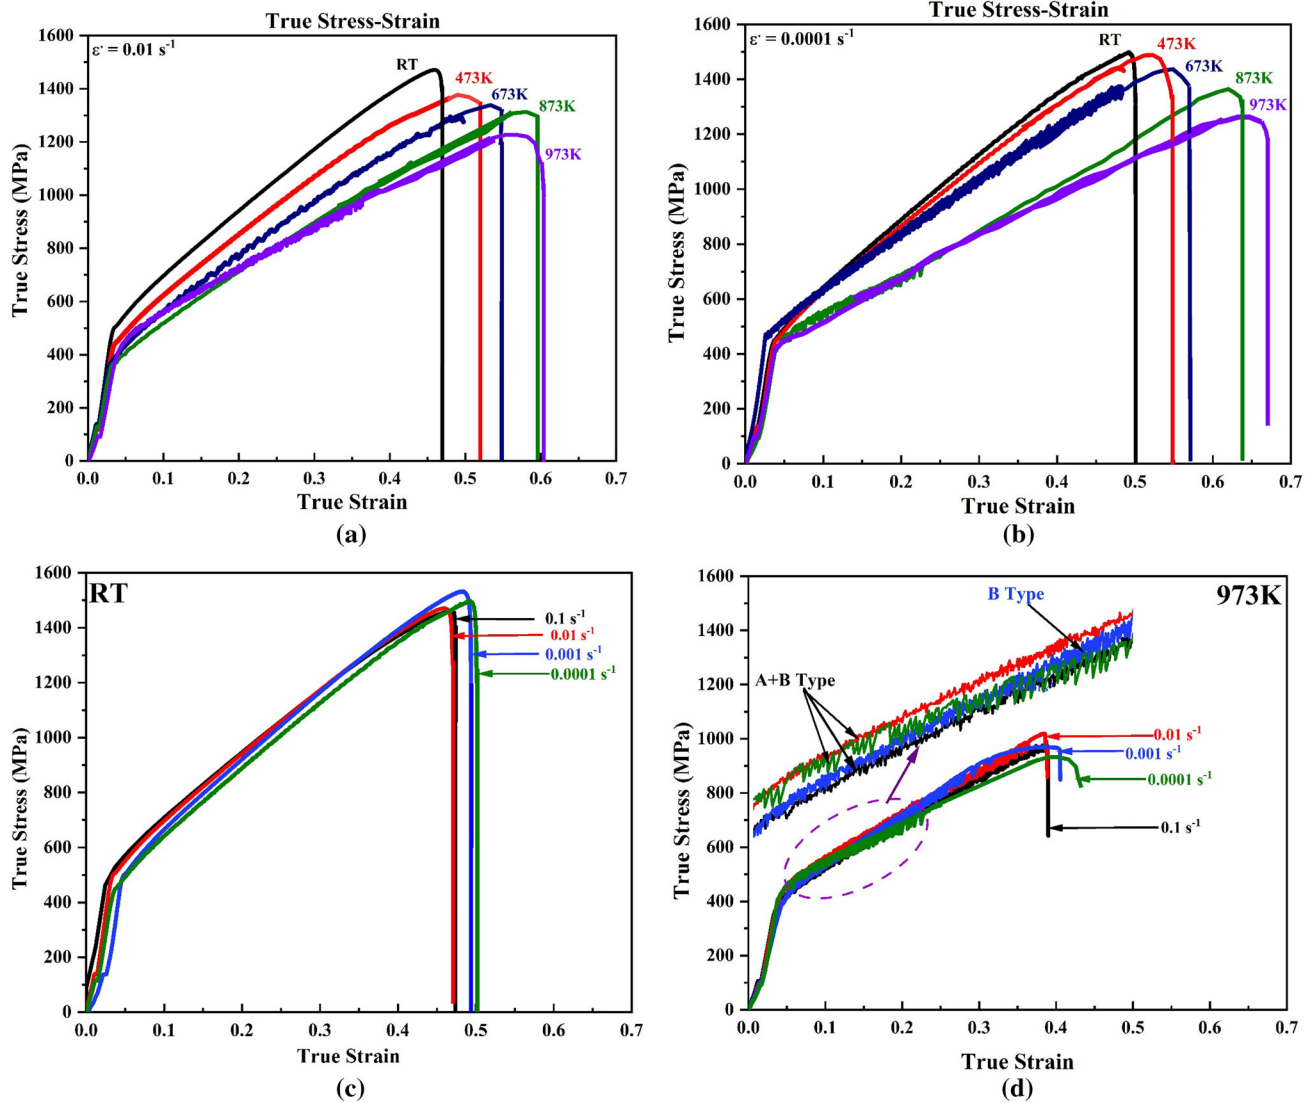 True Stress-Strain
ε˙ = 0.01 s⁻¹
RT
473K
673K
873K
973K
True Stress (MPa)
1600
1400
1200
1000
800
600
400
200
0
0.0 0.1 0.2 0.3 0.4 0.5 0.6 0.7
True Strain
(a)
True Stress-Strain
ε˙ = 0.0001 s⁻¹
RT
473K
673K
873K
973K
True Stress (MPa)
1600
1400
1200
1000
800
600
400
200
0
0.0 0.1 0.2 0.3 0.4 0.5 0.6 0.7
True Strain
(b)
RT
0.1 s⁻¹
0.01 s⁻¹
0.001 s⁻¹
0.0001 s⁻¹
True Stress (MPa)
1600
1400
1200
1000
800
600
400
200
0
0.0 0.1 0.2 0.3 0.4 0.5 0.6 0.7
True Strain
(c)
973K
B Type
A+B Type
0.01 s⁻¹
0.001 s⁻¹
0.0001 s⁻¹
0.1 s⁻¹
True Stress (MPa)
1600
1400
1200
1000
800
600
400
200
0
0.0 0.1 0.2 0.3 0.4 0.5 0.6 0.7
True Strain
(d)